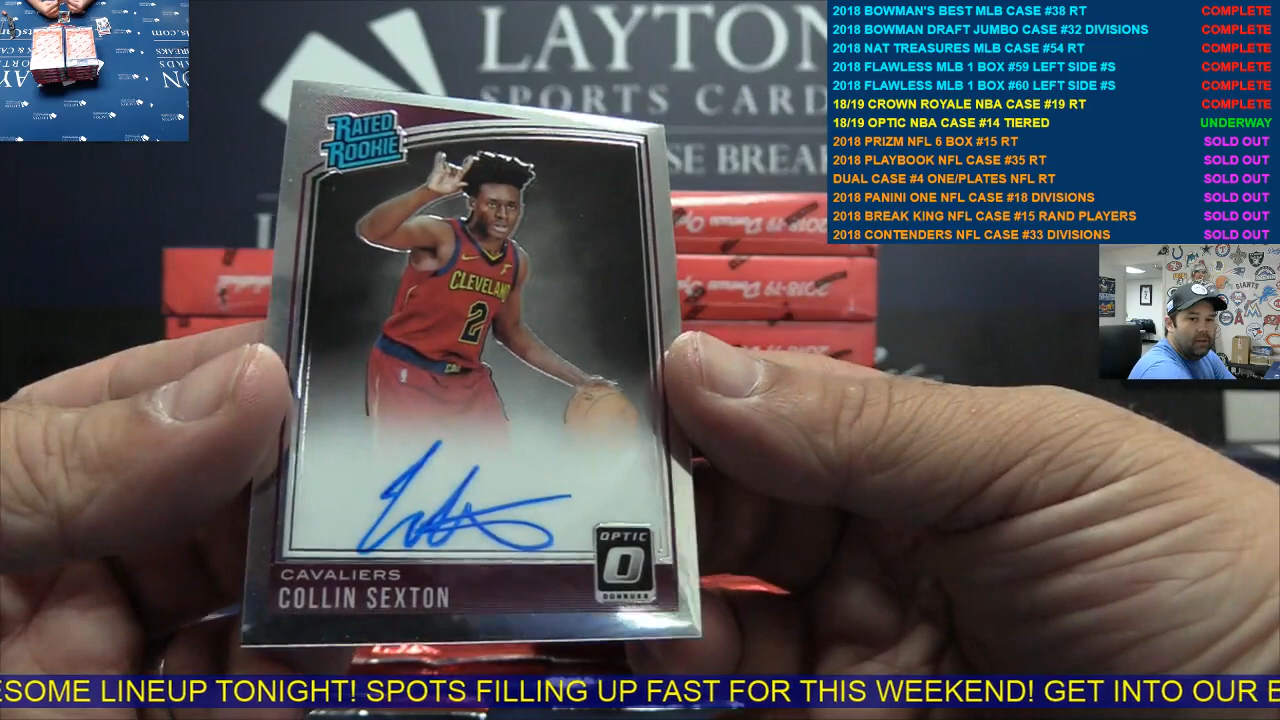 LAYTON
SPORTS CARDS
SE BREA
RATED
ROOKIE
CLEVELAND
2
OPTIC
O
DONRUSS
CAVALIERS
COLLIN SEXTON
2018 BOWMAN'S BEST MLB CASE #38 RT COMPLETE
2018 BOWMAN DRAFT JUMBO CASE #32 DIVISIONS COMPLETE
2018 NAT TREASURES MLB CASE #54 RT COMPLETE
2018 FLAWLESS MLB 1 BOX #59 LEFT SIDE #S COMPLETE
2018 FLAWLESS MLB 1 BOX #60 LEFT SIDE #S COMPLETE
18/19 CROWN ROYALE NBA CASE #19 RT COMPLETE
18/19 OPTIC NBA CASE #14 TIERED UNDERWAY
2018 PRIZM NFL 6 BOX #15 RT SOLD OUT
2018 PLAYBOOK NFL CASE #35 RT SOLD OUT
DUAL CASE #4 ONE/PLATES NFL RT SOLD OUT
2018 PANINI ONE NFL CASE #18 DIVISIONS SOLD OUT
2018 BREAK KING NFL CASE #15 RAND PLAYERS SOLD OUT
2018 CONTENDERS NFL CASE #33 DIVISIONS SOLD OUT
GIANTS
ESOME LINEUP TONIGHT! SPOTS FILLING UP FAST FOR THIS WEEKEND! GET INTO OUR E